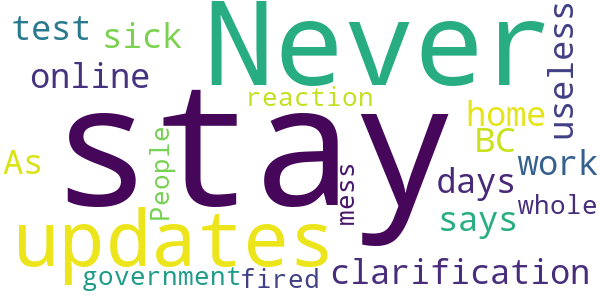 Never
test
sick
useless
online
reaction
stay
home
BC
As
People
work
mess
days
whole
says
updates
government
fired
clarification